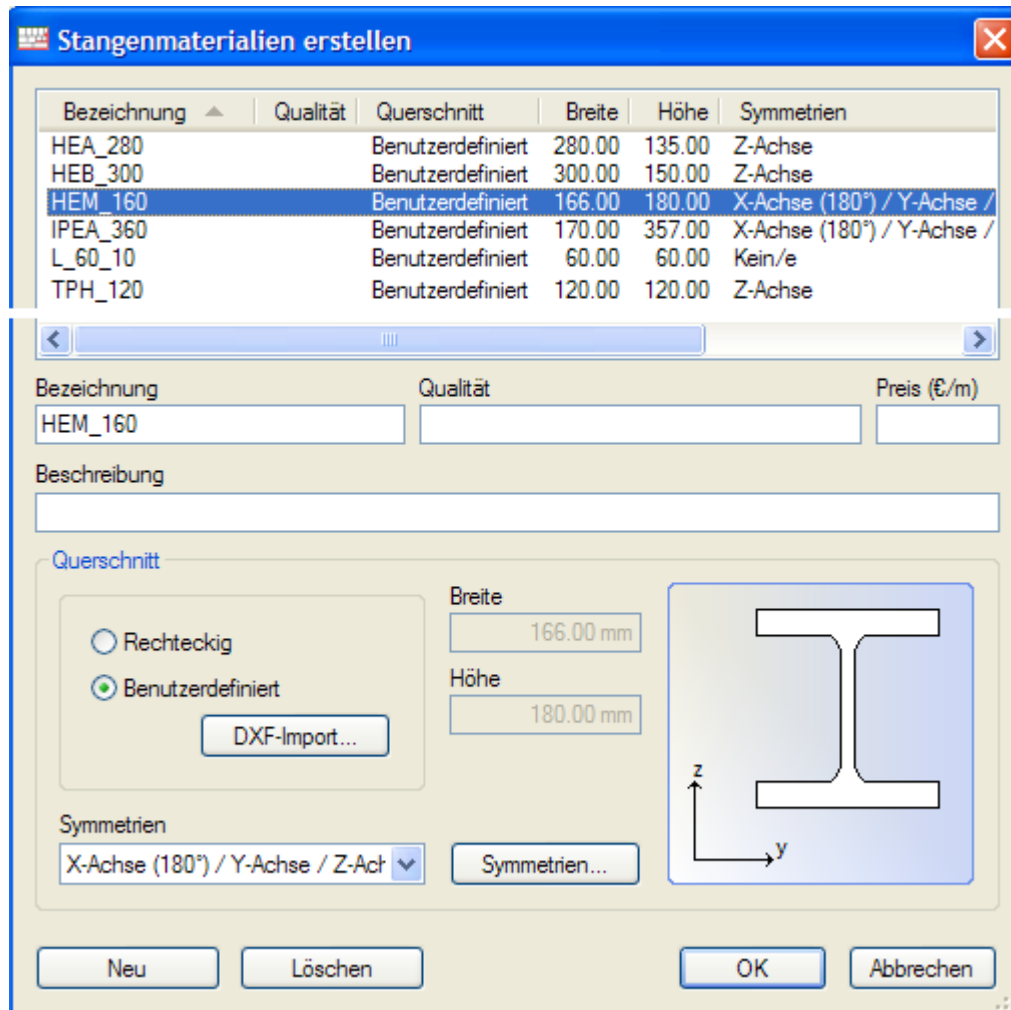 Stangenmaterialien erstellen
Bezeichnung Qualität Querschnitt Breite Höhe Symmetrien
HEA_280 Benutzerdefiniert 280.00 135.00 Z-Achse
HEB_300 Benutzerdefiniert 300.00 150.00 Z-Achse
HEM_160 Benutzerdefiniert 166.00 180.00 X-Achse (180°) / Y-Achse /
IPEA_360 Benutzerdefiniert 170.00 357.00 X-Achse (180°) / Y-Achse /
L_60_10 Benutzerdefiniert 60.00 60.00 Kein/e
TPH_120 Benutzerdefiniert 120.00 120.00 Z-Achse
Bezeichnung Qualität Preis (€/m)
HEM_160
Beschreibung
Querschnitt
Rechteckig
Benutzerdefiniert
DXF-Import...
Breite
166.00 mm
Höhe
180.00 mm
z
y
Symmetrien
X-Achse (180°) / Y-Achse / Z-Ach
Symmetrien...
Neu Löschen OK Abbrechen